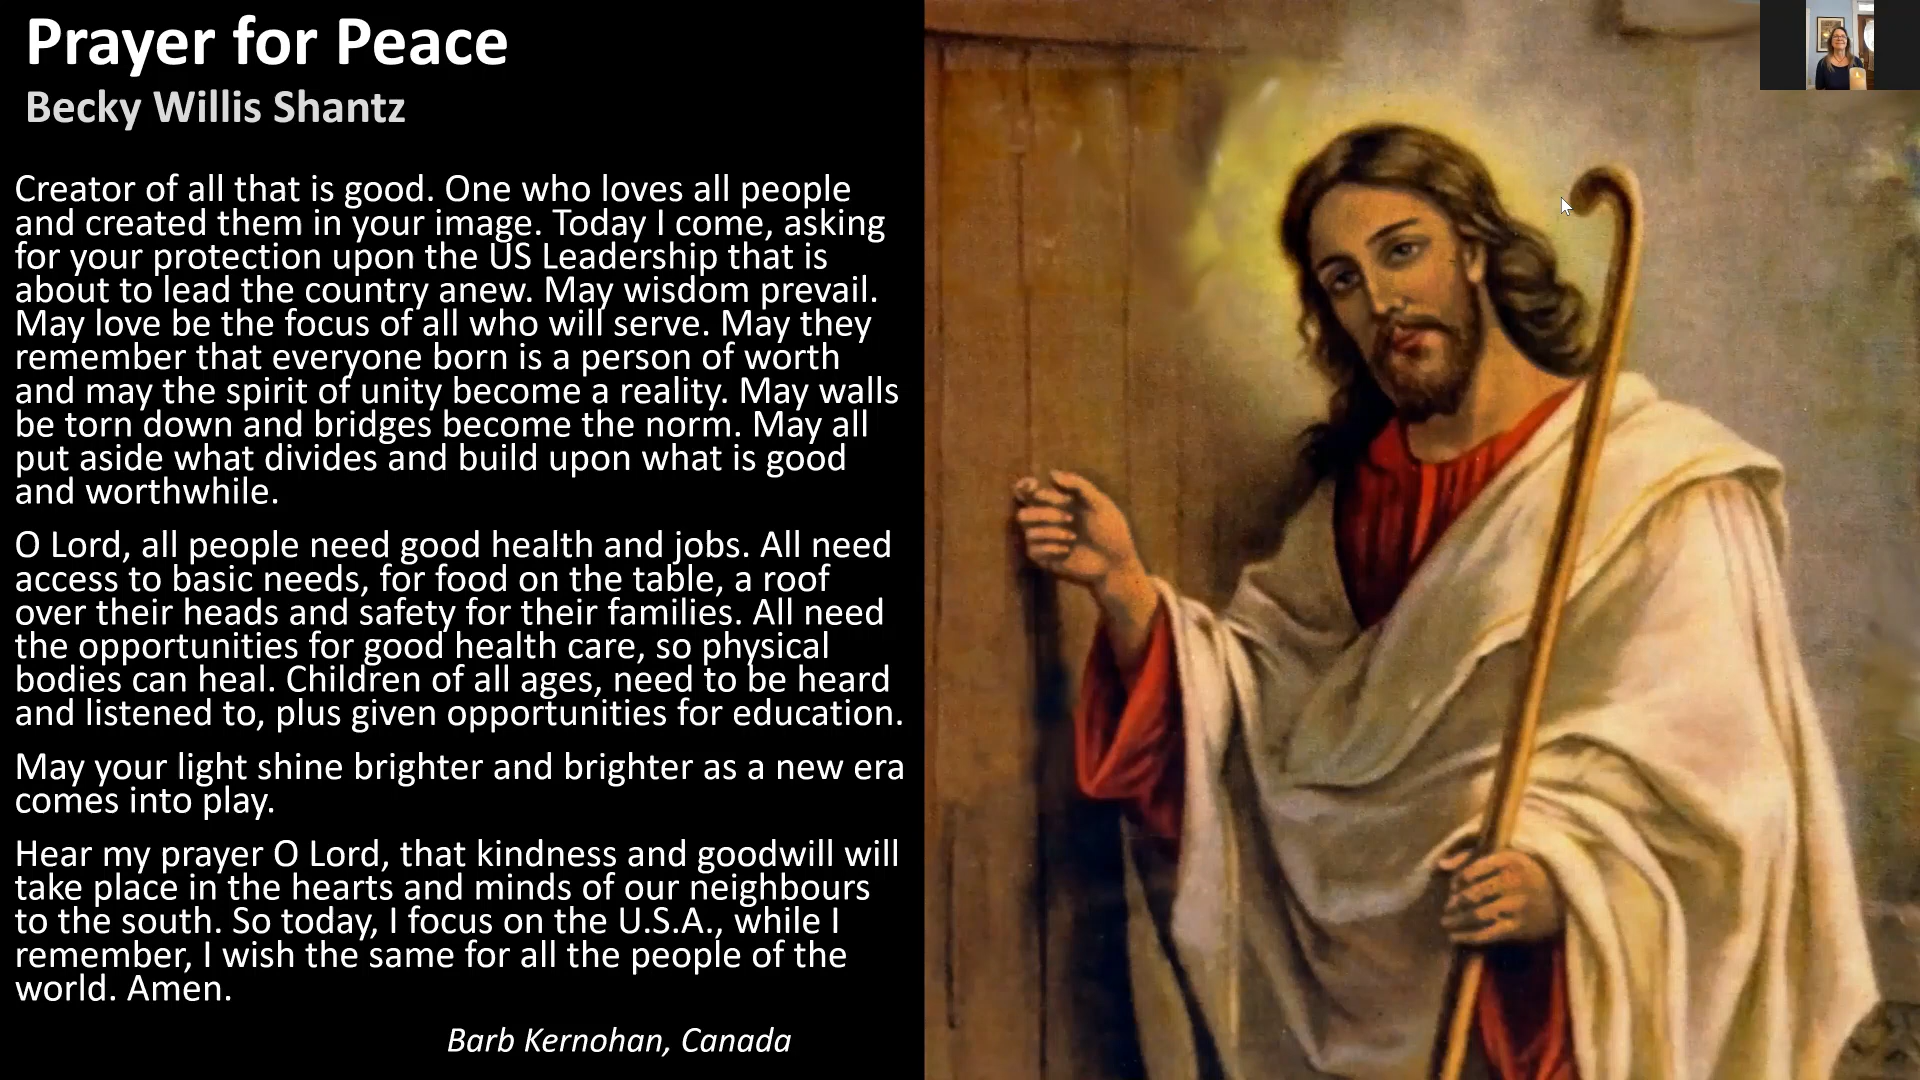 Prayer for Peace
Becky Willis Shantz
Creator of all that is good. One who loves all people
and created them in your image. Today I come, asking
for your protection upon the US Leadership that is
about to lead the country anew. May wisdom prevail.
May love be the focus of all who will serve. May they
remember that everyone born is a person of worth
and may the spirit of unity become a reality. May walls
be torn down and bridges become the norm. May all
put aside what divides and build upon what is good
and worthwhile.
O Lord, all people need good health and jobs. All need
access to basic needs, for food on the table, a roof
over their heads and safety for their families. All need
the opportunities for good health care, so physical
bodies can heal. Children of all ages, need to be heard
and listened to, plus given opportunities for education.
May your light shine brighter and brighter as a new era
comes into play.
Hear my prayer O Lord, that kindness and goodwill will
take place in the hearts and minds of our neighbours
to the south. So today, I focus on the U.S.A., while I
remember, I wish the same for all the people of the
world. Amen.
Barb Kernohan, Canada